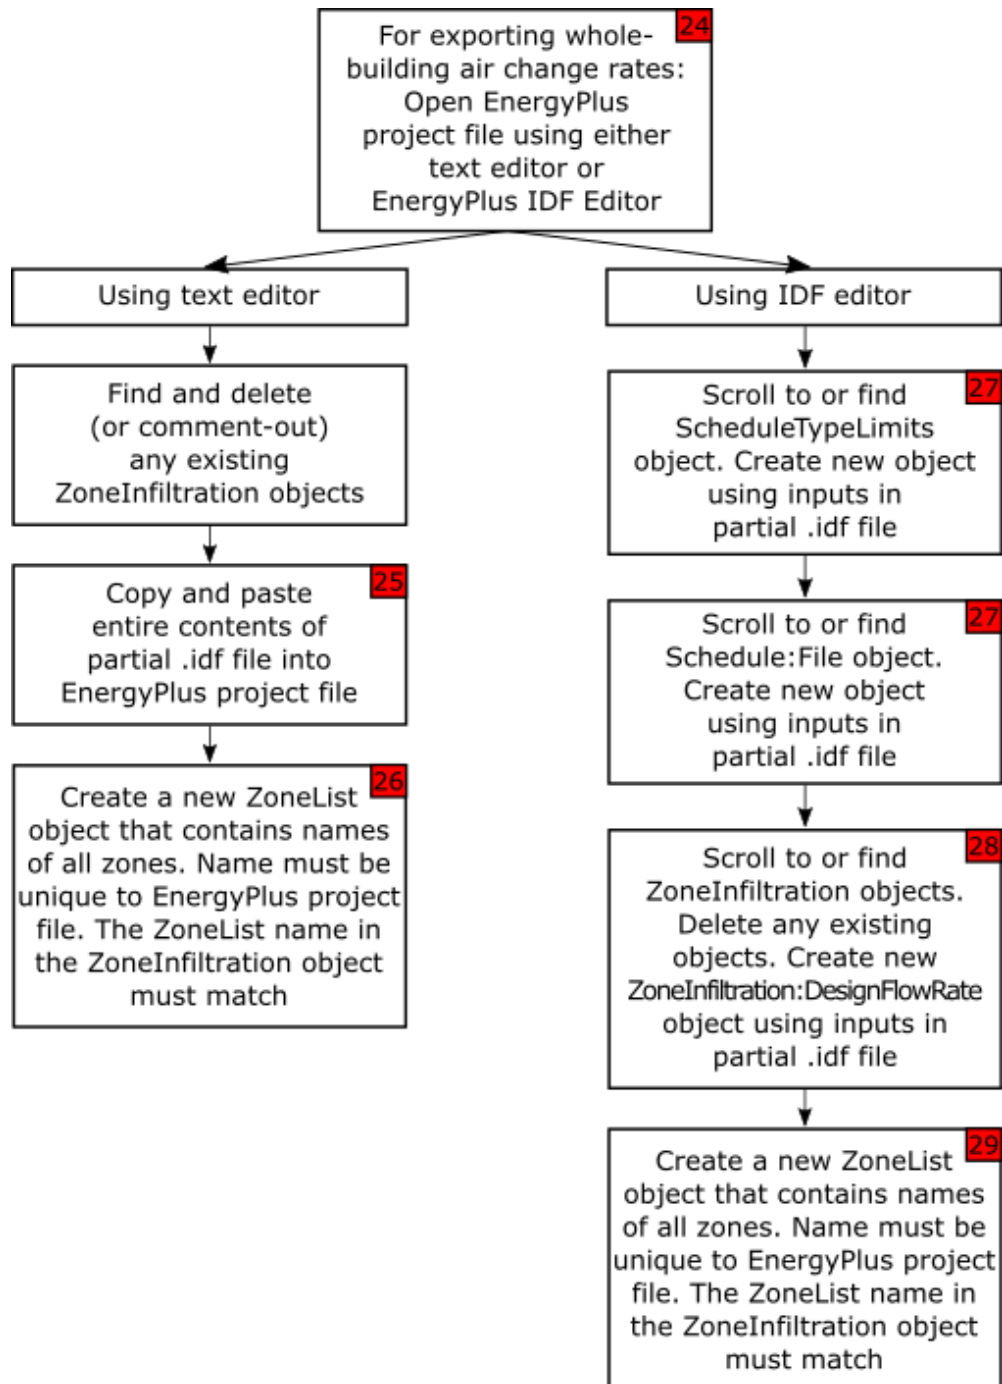 24
For exporting whole-
building air change rates:
Open EnergyPlus
project file using either
text editor or
EnergyPlus IDF Editor
Using text editor
Find and delete
(or comment-out)
any existing
ZoneInfiltration objects
25
Copy and paste
entire contents of
partial .idf file into
EnergyPlus project file
26
Create a new ZoneList
object that contains names
of all zones. Name must be
unique to EnergyPlus project
file. The ZoneList name in
the ZoneInfiltration object
must match
Using IDF editor
27
Scroll to or find
ScheduleTypeLimits
object. Create new object
using inputs in
partial .idf file
27
Scroll to or find
Schedule:File object.
Create new object
using inputs in
partial .idf file
28
Scroll to or find
ZoneInfiltration objects.
Delete any existing
objects. Create new
ZoneInfiltration:DesignFlowRate
object using inputs in
partial .idf file
29
Create a new ZoneList
object that contains names
of all zones. Name must be
unique to EnergyPlus project
file. The ZoneList name in
the ZoneInfiltration object
must match